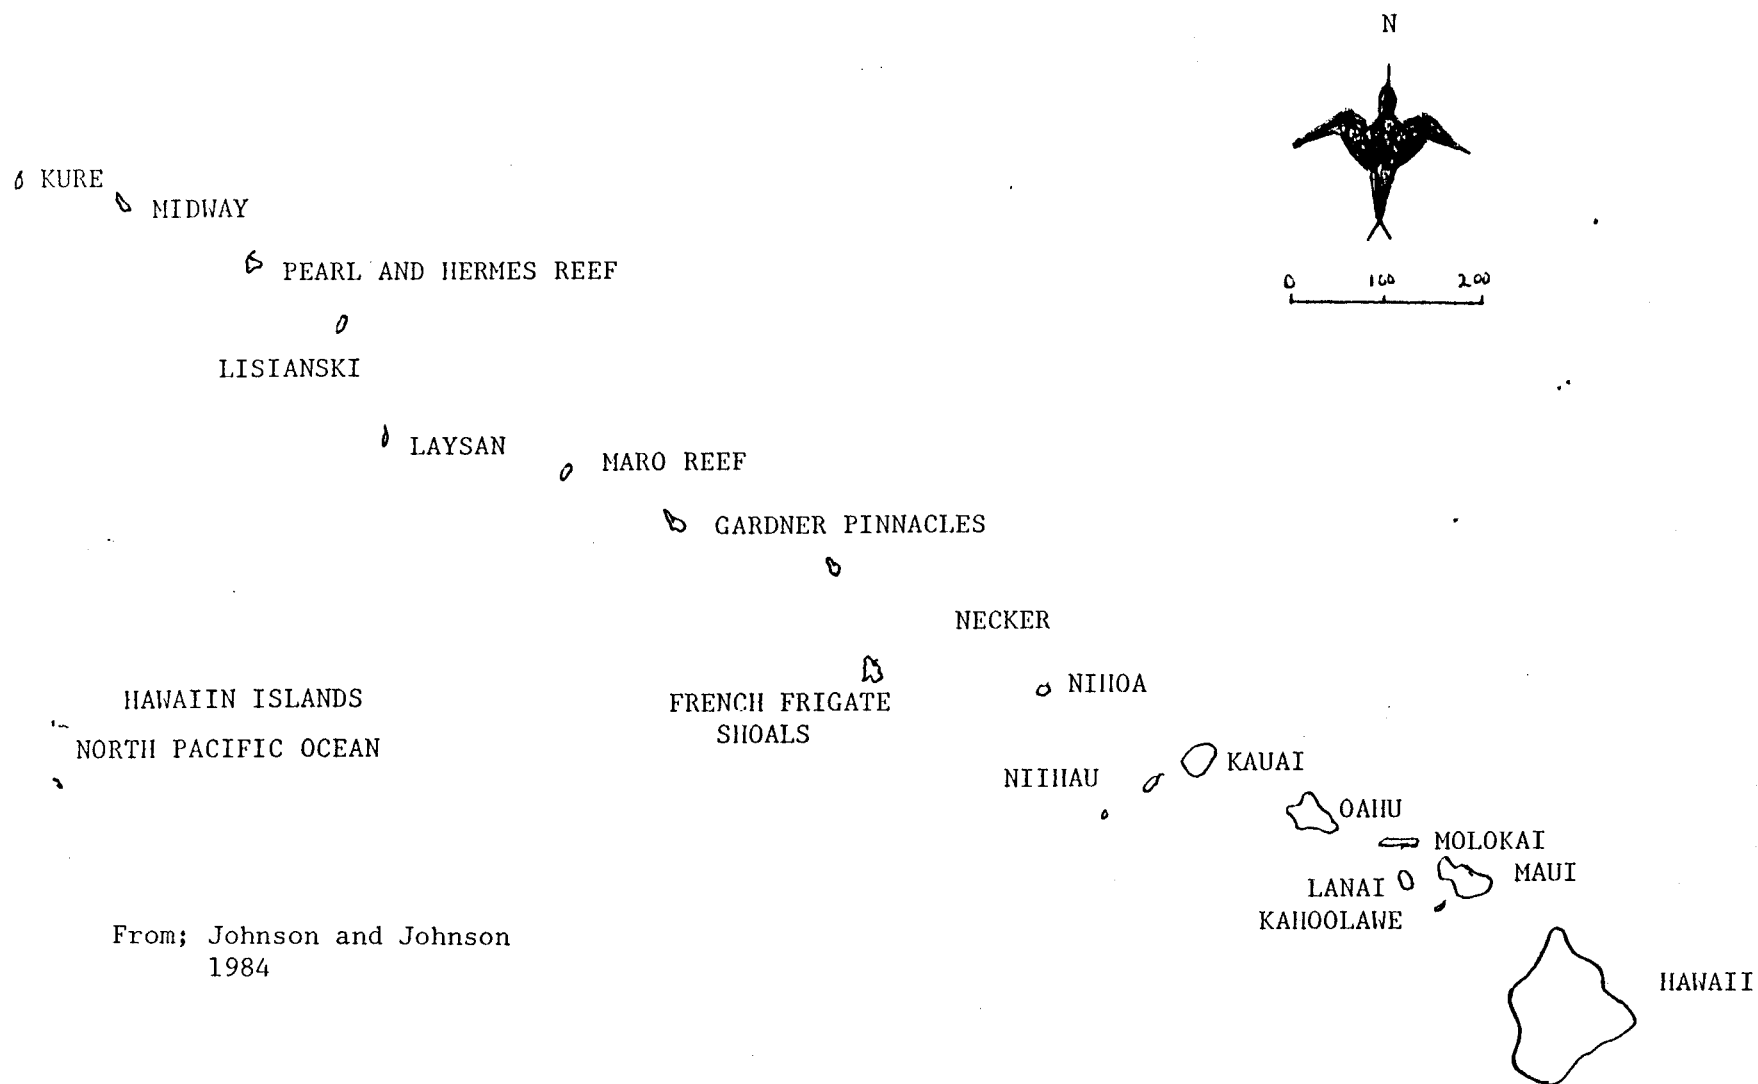 N
KURE
MIDWAY
PEARL AND HERMES REEF
0 100 200
LISIANSKI
LAYSAN
MARO REEF
GARDNER PINNACLES
NECKER
HAWAIIN ISLANDS
NORTH PACIFIC OCEAN
FRENCH FRIGATE
SHOALS
NIHOA
NIIHAU
KAUAI
OAHU
MOLOKAI
MAUI
LANAI
KAHOOLAWE
HAWAII
From; Johnson and Johnson
1984